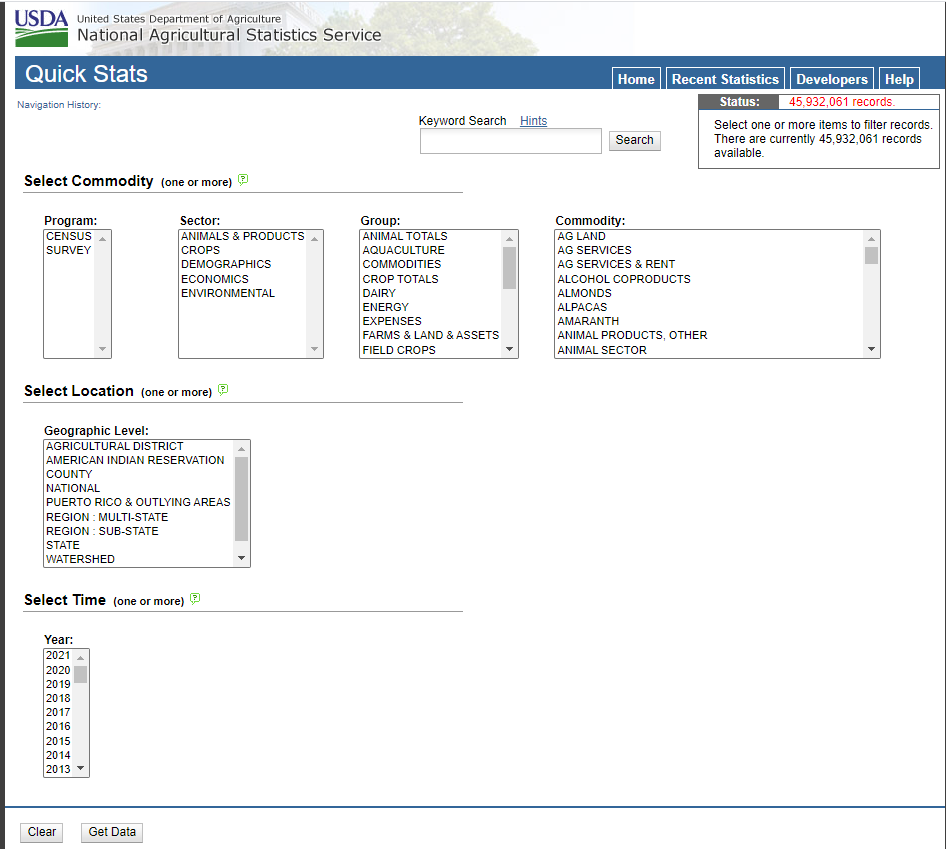 USDA
United States Department of Agriculture
National Agricultural Statistics Service
Quick Stats
Home
Recent Statistics
Developers
Help
Navigation History:
Status:
45,932,061 records.
Select one or more items to filter records.
There are currently 45,932,061 records
available.
Keyword Search
Hints
Search
Select Commodity (one or more) ?
Program:
CENSUS
SURVEY
Sector:
ANIMALS & PRODUCTS
CROPS
DEMOGRAPHICS
ECONOMICS
ENVIRONMENTAL
Group:
ANIMAL TOTALS
AQUACULTURE
COMMODITIES
CROP TOTALS
DAIRY
ENERGY
EXPENSES
FARMS & LAND & ASSETS
FIELD CROPS
Commodity:
AG LAND
AG SERVICES
AG SERVICES & RENT
ALCOHOL COPRODUCTS
ALMONDS
ALPACAS
AMARANTH
ANIMAL PRODUCTS, OTHER
ANIMAL SECTOR
Select Location (one or more) ?
Geographic Level:
AGRICULTURAL DISTRICT
AMERICAN INDIAN RESERVATION
COUNTY
NATIONAL
PUERTO RICO & OUTLYING AREAS
REGION : MULTI-STATE
REGION : SUB-STATE
STATE
WATERSHED
Select Time (one or more) ?
Year:
2021
2020
2019
2018
2017
2016
2015
2014
2013
Clear
Get Data